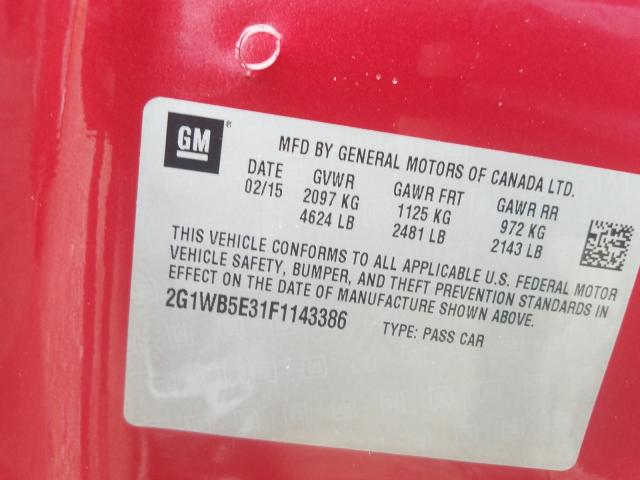 GM®
MFD BY GENERAL MOTORS OF CANADA LTD.
DATE GVWR GAWR FRT GAWR RR
02/15 2097 KG 1125 KG 972 KG
4624 LB 2481 LB 2143 LB
THIS VEHICLE CONFORMS TO ALL APPLICABLE U.S. FEDERAL MOTOR
VEHICLE SAFETY, BUMPER, AND THEFT PREVENTION STANDARDS IN
EFFECT ON THE DATE OF MANUFACTURE SHOWN ABOVE.
2G1WB5E31F1143386 TYPE: PASS CAR